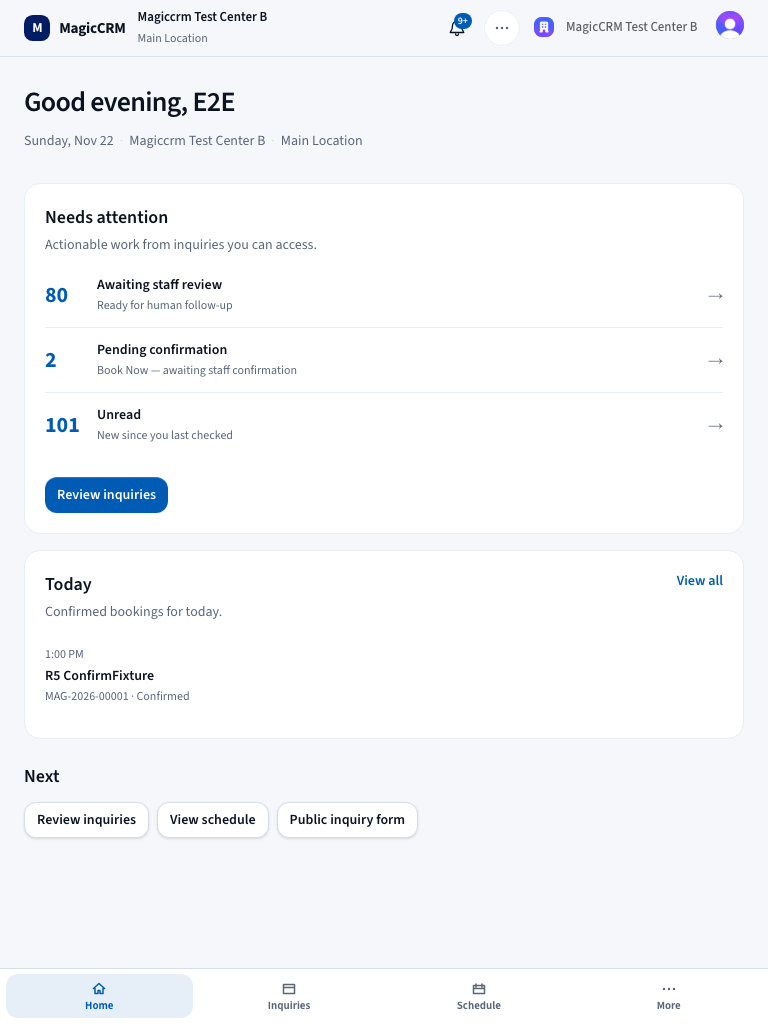 M MagicCRM
Magiccrm Test Center B
Main Location
9+
MagicCRM Test Center B
Good evening, E2E
Sunday, Nov 22 · Magiccrm Test Center B · Main Location
Needs attention
Actionable work from inquiries you can access.
80
Awaiting staff review
Ready for human follow-up
→
2
Pending confirmation
Book Now — awaiting staff confirmation
→
101
Unread
New since you last checked
→
Review inquiries
Today
View all
Confirmed bookings for today.
1:00 PM
R5 ConfirmFixture
MAG-2026-00001 · Confirmed
Next
Review inquiries
View schedule
Public inquiry form
Home
Inquiries
Schedule
More